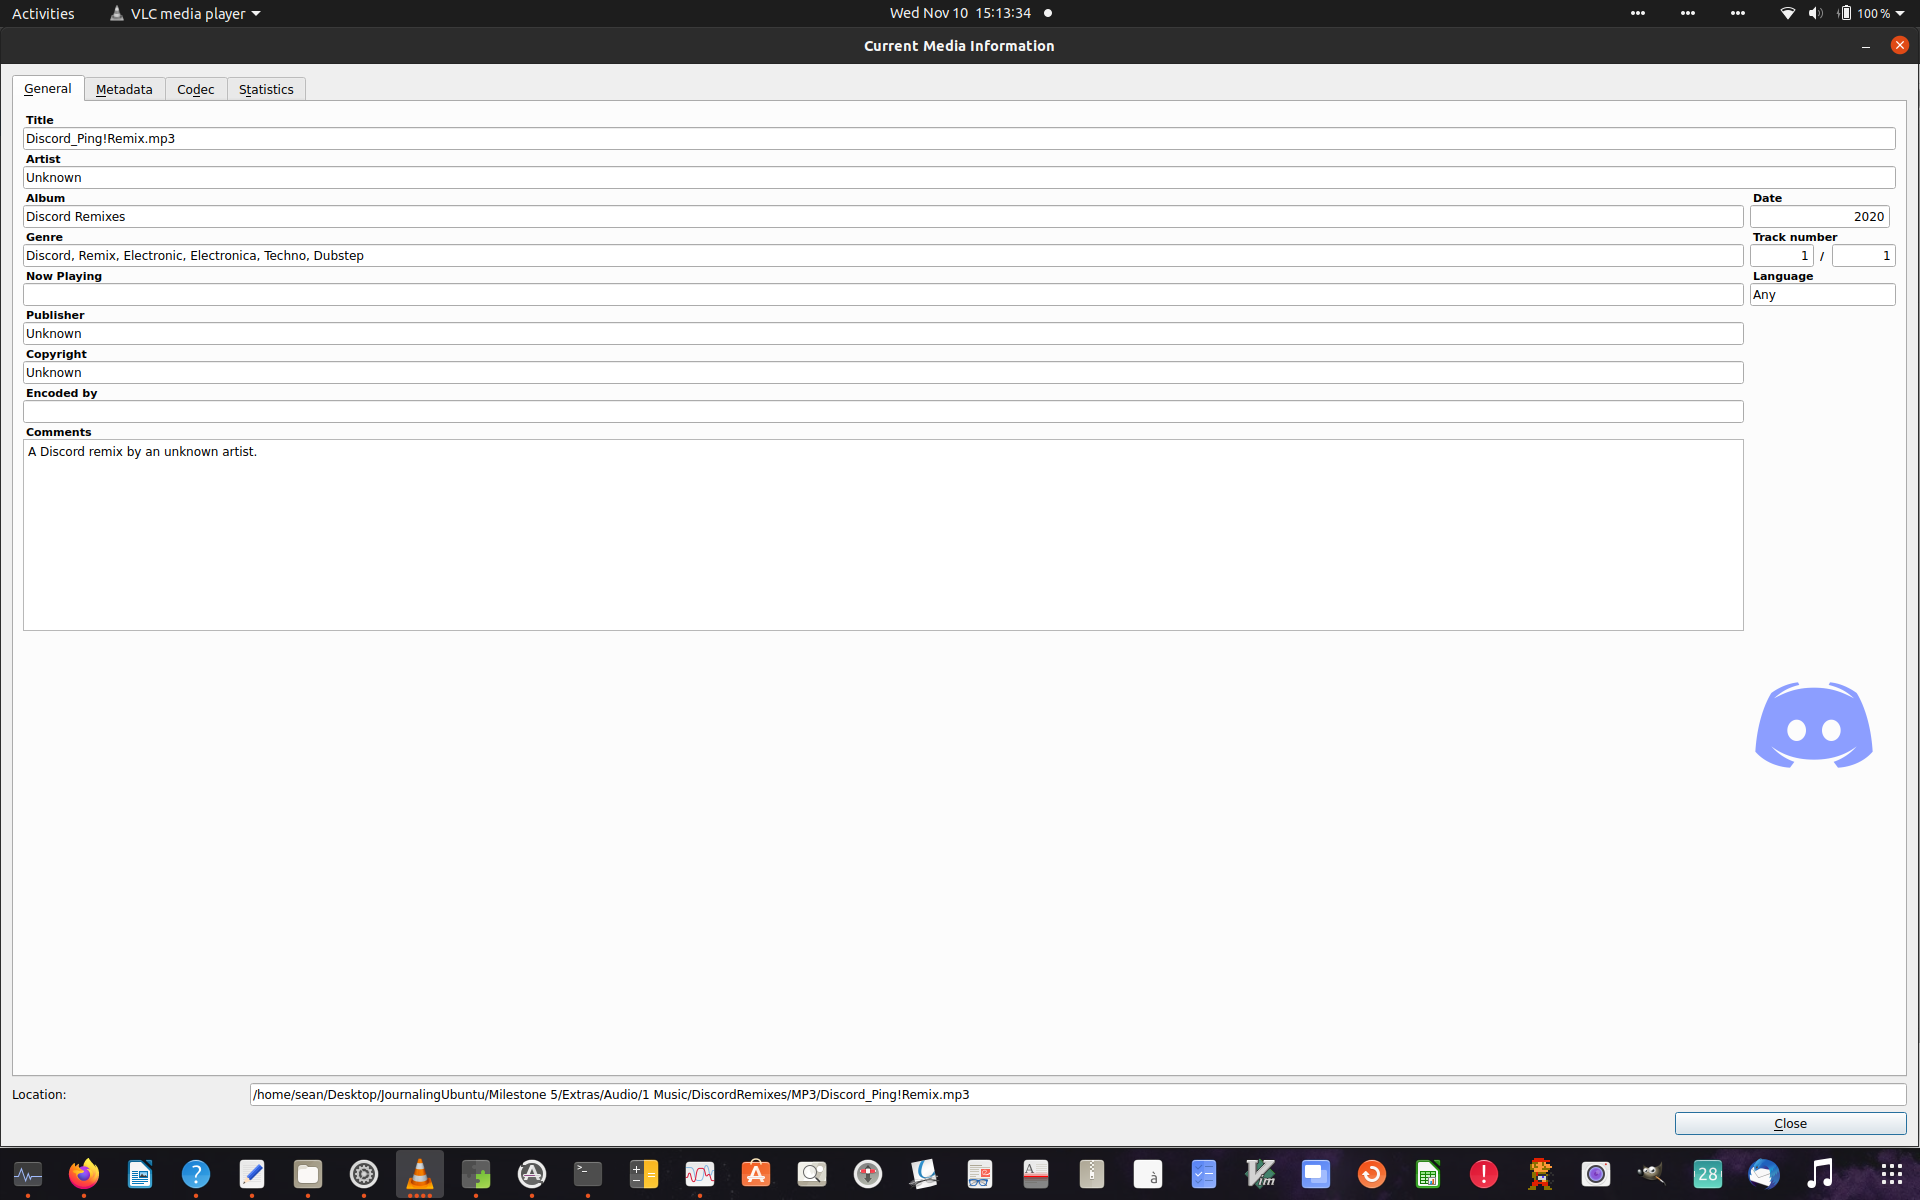 Activities VLC media player Wed Nov 10 15:13:34 100 %
Current Media Information
General Metadata Codec Statistics
Title
Discord_Ping!Remix.mp3
Artist
Unknown
Album Date
Discord Remixes 2020
Genre Track number
Discord, Remix, Electronic, Electronica, Techno, Dubstep 1 / 1
Now Playing Language
Any
Publisher
Unknown
Copyright
Unknown
Encoded by
Comments
A Discord remix by an unknown artist.
Location: /home/sean/Desktop/JournalingUbuntu/Milestone 5/Extras/Audio/1 Music/DiscordRemixes/MP3/Discord_Ping!Remix.mp3
Close
? >_ A A à Vim ! 28